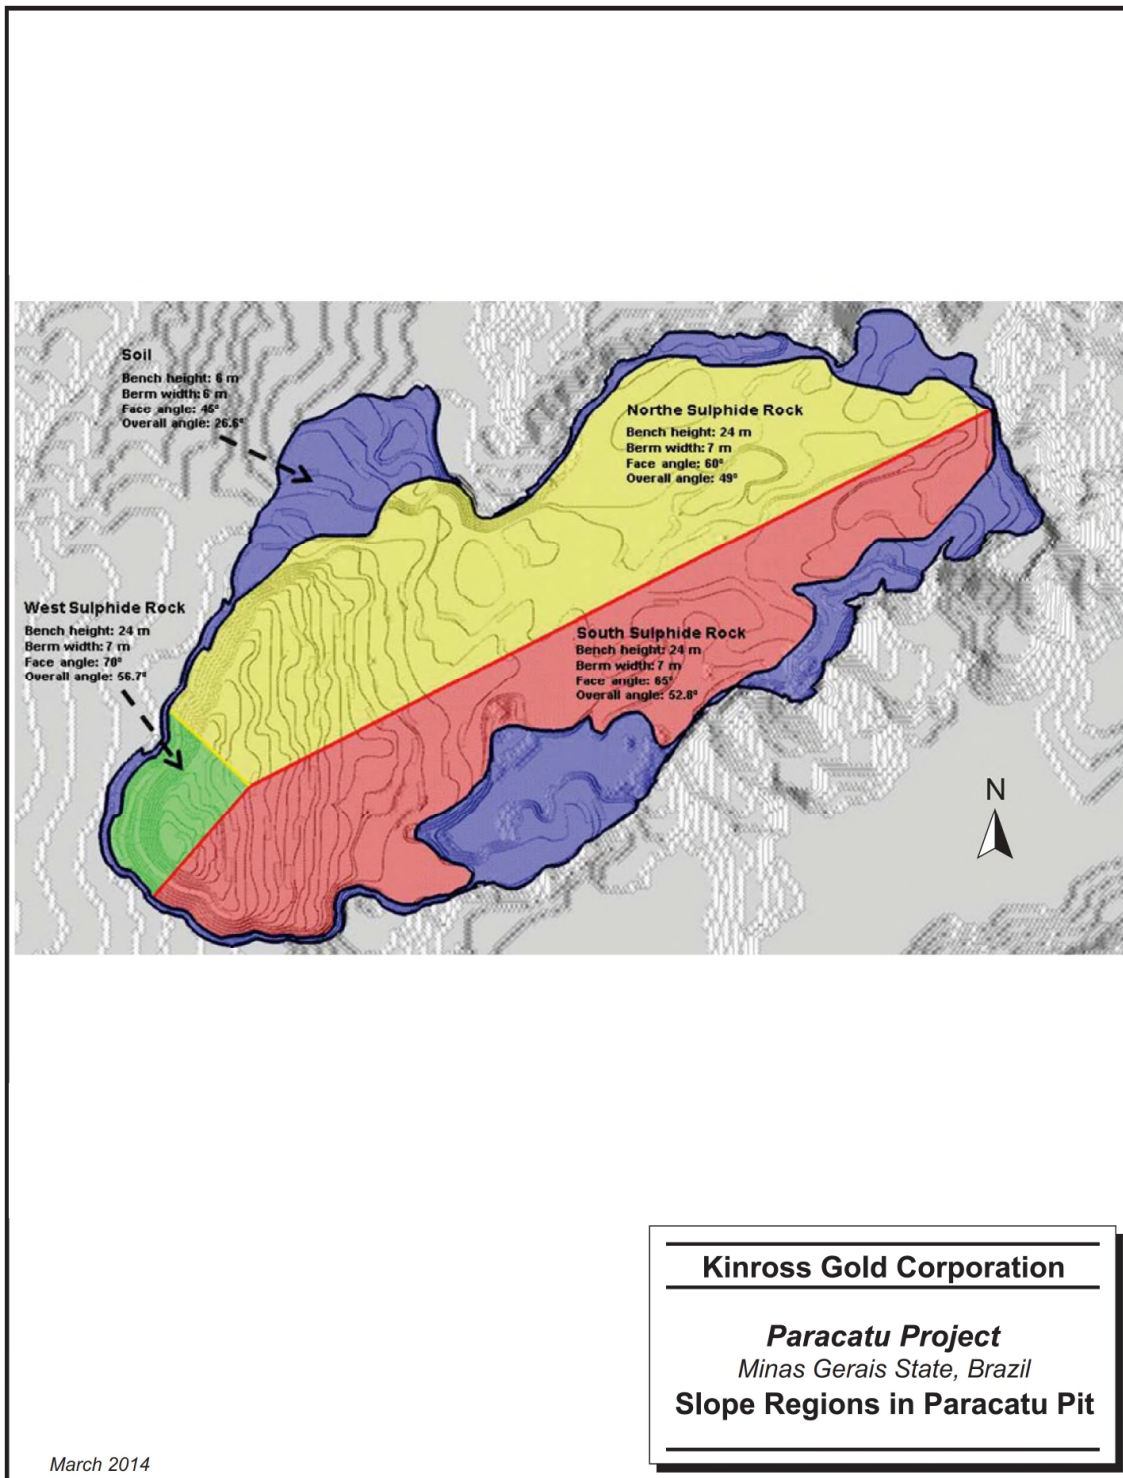 Soil
Bench height: 6 m
Berm width: 6 m
Face angle: 45°
Overall angle: 26.6°
Northe Sulphide Rock
Bench height: 24 m
Berm width: 7 m
Face angle: 60°
Overall angle: 49°
West Sulphide Rock
Bench height: 24 m
Berm width: 7 m
Face angle: 70°
Overall angle: 56.7°
South Sulphide Rock
Bench height: 24 m
Berm width: 7 m
Face angle: 65°
Overall angle: 52.8°
N
Kinross Gold Corporation
Paracatu Project
Minas Gerais State, Brazil
Slope Regions in Paracatu Pit
March 2014